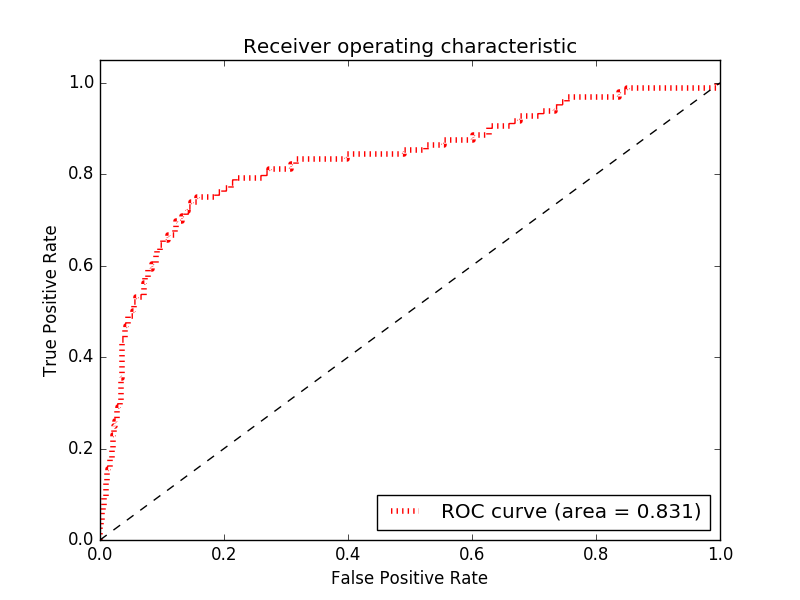 Receiver operating characteristic
True Positive Rate
1.0
0.8
0.6
0.4
0.2
0.0
ROC curve (area = 0.831)
0.0 0.2 0.4 0.6 0.8 1.0
False Positive Rate